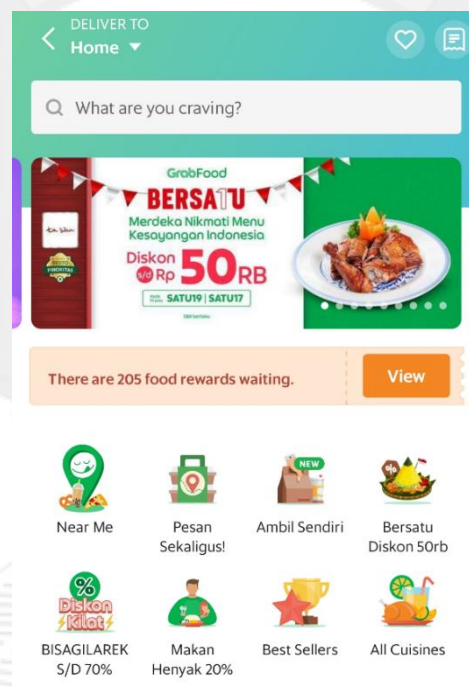 DELIVER TO
Home
What are you craving?
GrabFood
BERSA1U
Merdeka Nikmati Menu
Kesayangan Indonesia
Diskon
s/d Rp 50RB
SATU19 | SATU17
PRIORITAS
There are 205 food rewards waiting.
View
Near Me
Pesan
Sekaligus!
NEW
Ambil Sendiri
%
Bersatu
Diskon 50rb
%
Diskon
Kilat
BISAGILAREK
S/D 70%
Makan
Henyak 20%
Best Sellers
All Cuisines